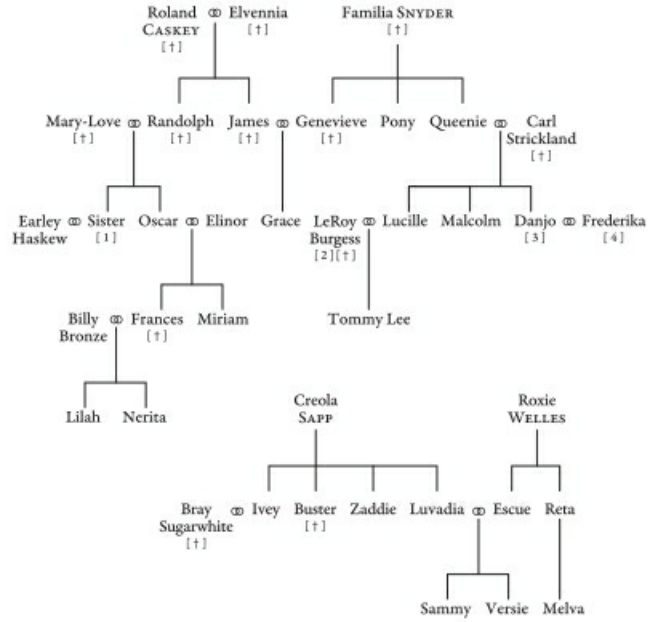 Roland ⚭ Elvennia Familia SNYDER
CASKEY [†] [†]
[†]
Mary-Love ⚭ Randolph James ⚭ Genevieve Pony Queenie ⚭ Carl
[†] [†] [†] [†] Strickland
[†]
Earley ⚭ Sister Oscar ⚭ Elinor Grace LeRoy ⚭ Lucille Malcolm Danjo ⚭ Frederika
Haskew [1] Burgess [3] [4]
[2][†]
Billy ⚭ Frances Miriam Tommy Lee
Bronze [†]
Lilah Nerita
Creola Roxie
SAPP WELLES
Bray ⚭ Ivey Buster Zaddie Luvadia ⚭ Escue Reta
Sugarwhite [†]
[†]
Sammy Versie Melva